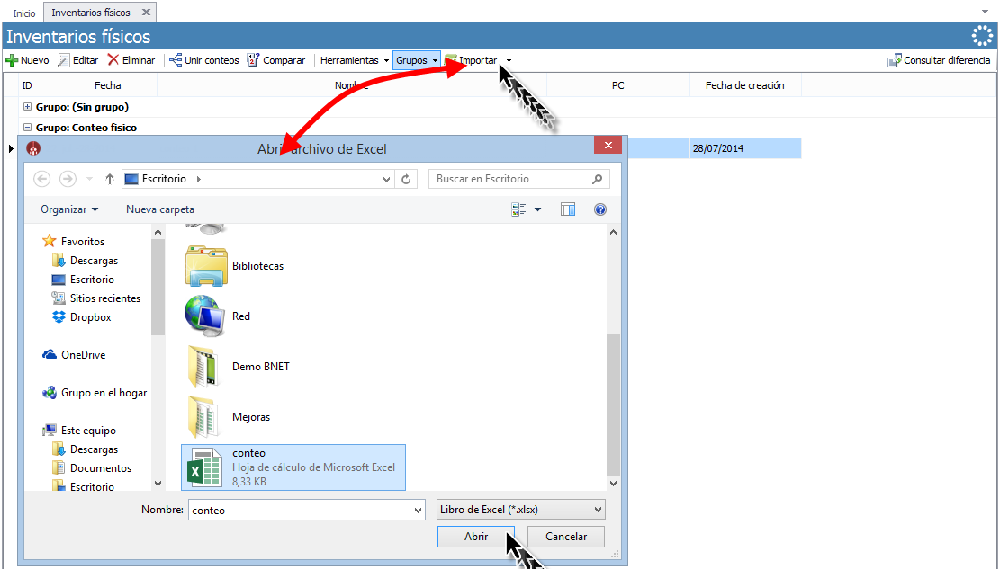 Inicio Inventarios físicos
Inventarios físicos
Nuevo Editar Eliminar Unir conteos Comparar Herramientas Grupos Importar Consultar diferencia
ID Fecha Nombre PC Fecha de creación
Grupo: (Sin grupo)
Grupo: Conteo fisico
28/07/2014
Abrir archivo de Excel
Escritorio
Buscar en Escritorio
Organizar Nueva carpeta
Favoritos
Descargas
Escritorio
Sitios recientes
Dropbox
OneDrive
Grupo en el hogar
Este equipo
Descargas
Documentos
Escritorio
Bibliotecas
Red
Demo BNET
Mejoras
conteo
Hoja de cálculo de Microsoft Excel
8,33 KB
Nombre: conteo Libro de Excel (*.xlsx)
Abrir Cancelar